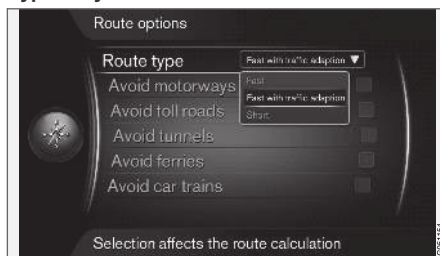 Route options
Route type Fast with traffic adaption ▼
Fast
Avoid motorways
Fast with traffic adaption
Avoid toll roads
Short
Avoid tunnels
Avoid ferries
Avoid car trains
Selection affects the route calculation